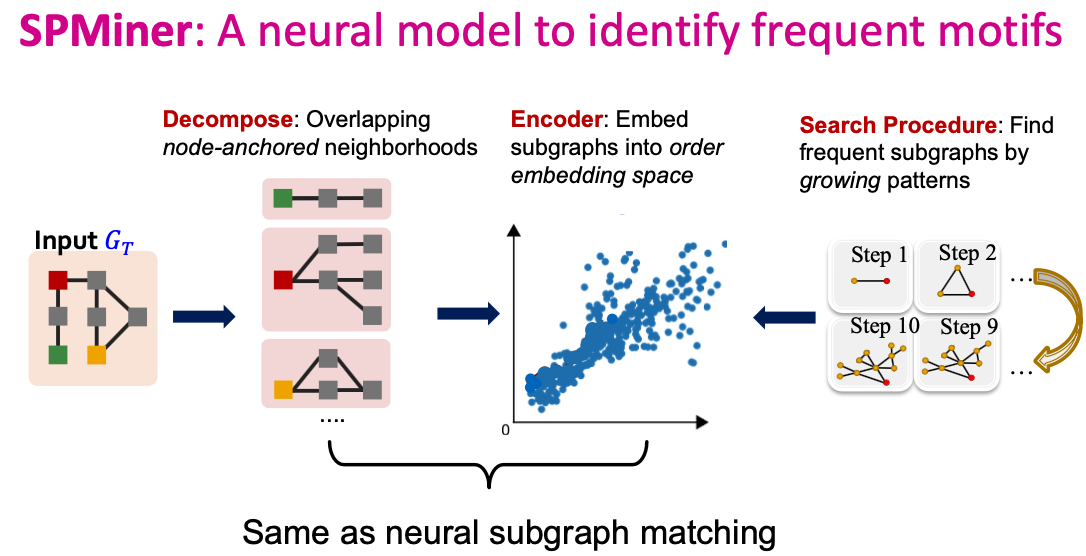 SPMiner: A neural model to identify frequent motifs
Decompose: Overlapping
node-anchored neighborhoods
Encoder: Embed
subgraphs into order
embedding space
Search Procedure: Find
frequent subgraphs by
growing patterns
Input G_T
....
0
Step 1
Step 2
...
Step 10
Step 9
...
Same as neural subgraph matching